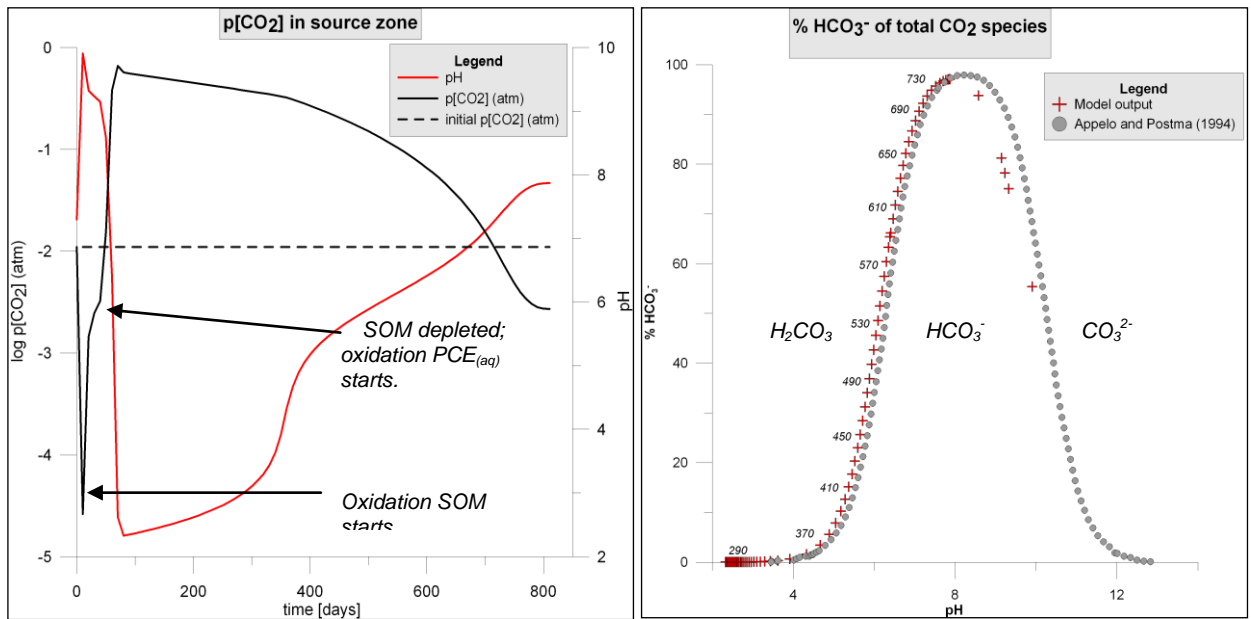 p[CO2] in source zone
Legend
pH
p[CO2] (atm)
initial p[CO2] (atm)
0
-1
-2
-3
-4
-5
log p[CO2] (atm)
10
8
6
4
2
pH
SOM depleted;
oxidation PCE(aq)
starts.
Oxidation SOM
starts
0
200
400
600
800
time [days]
% HCO3- of total CO2 species
Legend
Model output
Appelo and Postma (1994)
100
80
60
40
20
0
% HCO3-
730
690
650
610
570
530
490
450
410
370
290
H2CO3
HCO3-
CO3 2-
4
8
12
pH